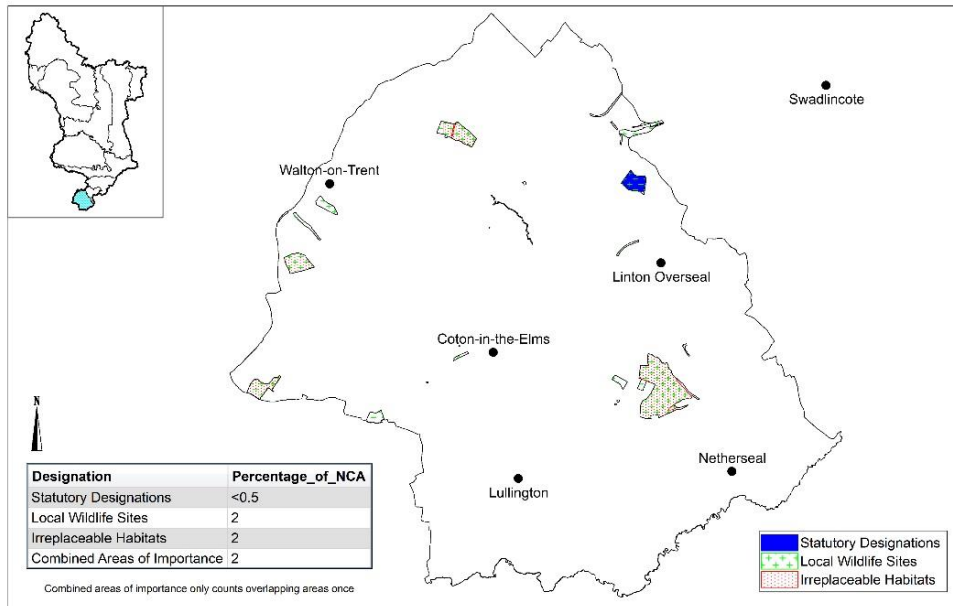 Swadlincote
Walton-on-Trent
Linton Overseal
Coton-in-the-Elms
Netherseal
Lullington
N
Designation Percentage_of_NCA
Statutory Designations <0.5
Local Wildlife Sites 2
Irreplaceable Habitats 2
Combined Areas of Importance 2
Combined areas of importance only counts overlapping areas once
Statutory Designations
Local Wildlife Sites
Irreplaceable Habitats